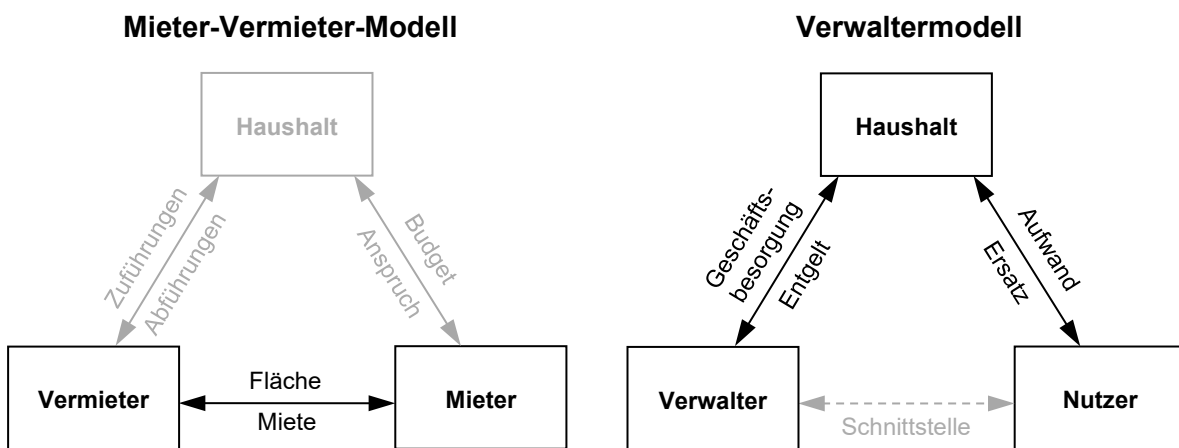 Mieter-Vermieter-Modell
Haushalt
Zuführungen
Abführungen
Budget
Anspruch
Vermieter
Fläche
Miete
Mieter
Verwaltermodell
Haushalt
Geschäfts-
besorgung
Entgelt
Aufwand
Ersatz
Verwalter
Schnittstelle
Nutzer